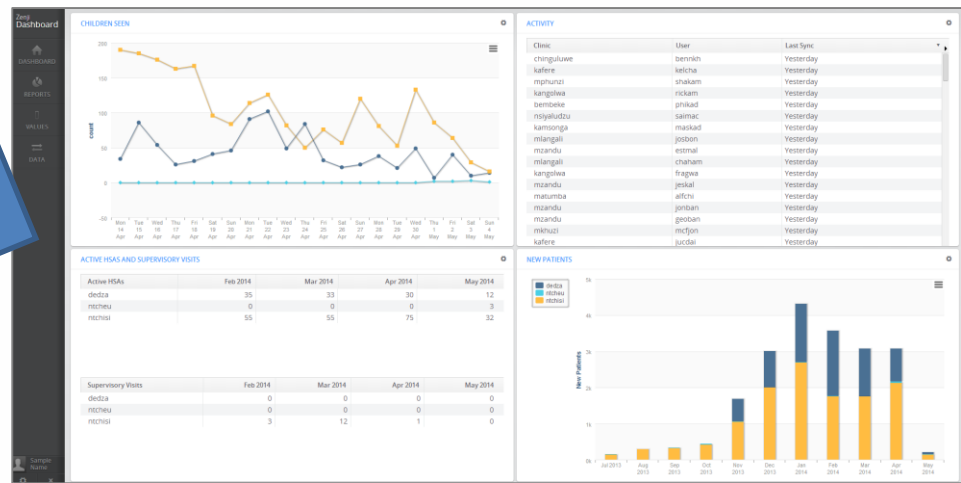 Zenji
Dashboard
DASHBOARD
REPORTS
VALUES
DATA
Sample
Name
CHILDREN SEEN
200
150
100
50
0
-50
count
Mon Tue Wed Thu Fri Sat Sun Mon Tue Wed Thu Fri Sat Sun Mon Tue Wed Thu Fri Sat Sun
14 15 16 17 18 19 20 21 22 23 24 25 26 27 28 29 30 1 2 3 4
Apr Apr Apr Apr Apr Apr Apr Apr Apr Apr Apr Apr Apr Apr Apr Apr Apr May May May May
ACTIVITY
Clinic User Last Sync
chinguluwe bennkh Yesterday
kafere kelcha Yesterday
mphunzi shakam Yesterday
kangolwa rickam Yesterday
bembeke phikad Yesterday
nsiyaludzu saimac Yesterday
kamsonga maskad Yesterday
mlangali josbon Yesterday
mzandu estmal Yesterday
mlangali chaham Yesterday
kangolwa fragwa Yesterday
mzandu jeskal Yesterday
matumba alfchi Yesterday
mzandu jonban Yesterday
mzandu geoban Yesterday
mkhuzi mcfjon Yesterday
kafere jucdai Yesterday
ACTIVE HSAS AND SUPERVISORY VISITS
Active HSAs Feb 2014 Mar 2014 Apr 2014 May 2014
dedza 35 33 30 12
ntcheu 0 0 0 3
ntchisi 55 55 75 32
Supervisory Visits Feb 2014 Mar 2014 Apr 2014 May 2014
dedza 0 0 0 0
ntcheu 0 0 0 0
ntchisi 3 12 1 0
NEW PATIENTS
dedza
ntcheu
ntchisi
5k
4k
3k
2k
1k
0k
New Patients
Jul 2013 Aug Sep Oct Nov Dec Jan Feb Mar Apr May
2013 2013 2013 2013 2013 2014 2014 2014 2014 2014